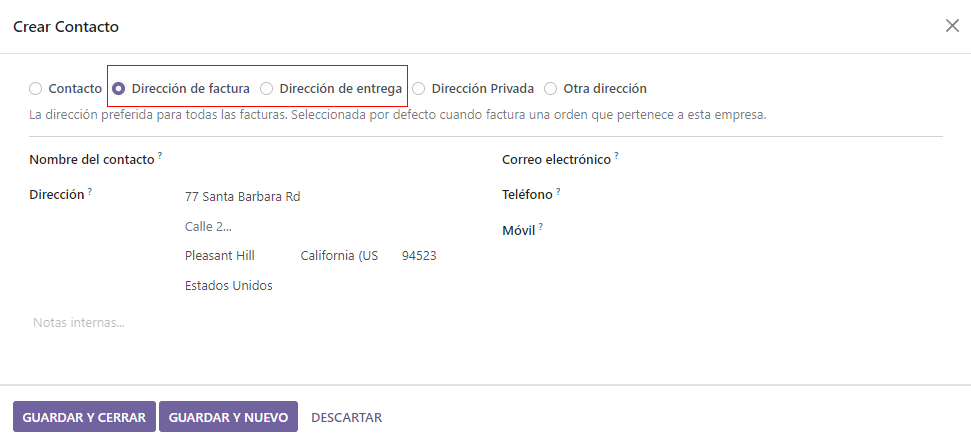 Crear Contacto
Contacto Dirección de factura Dirección de entrega Dirección Privada Otra dirección
La dirección preferida para todas las facturas. Seleccionada por defecto cuando factura una orden que pertenece a esta empresa.
Nombre del contacto ? Correo electrónico ?
Dirección ? 77 Santa Barbara Rd Teléfono ?
Calle 2... Móvil ?
Pleasant Hill California (US 94523
Estados Unidos
Notas internas...
GUARDAR Y CERRAR GUARDAR Y NUEVO DESCARTAR